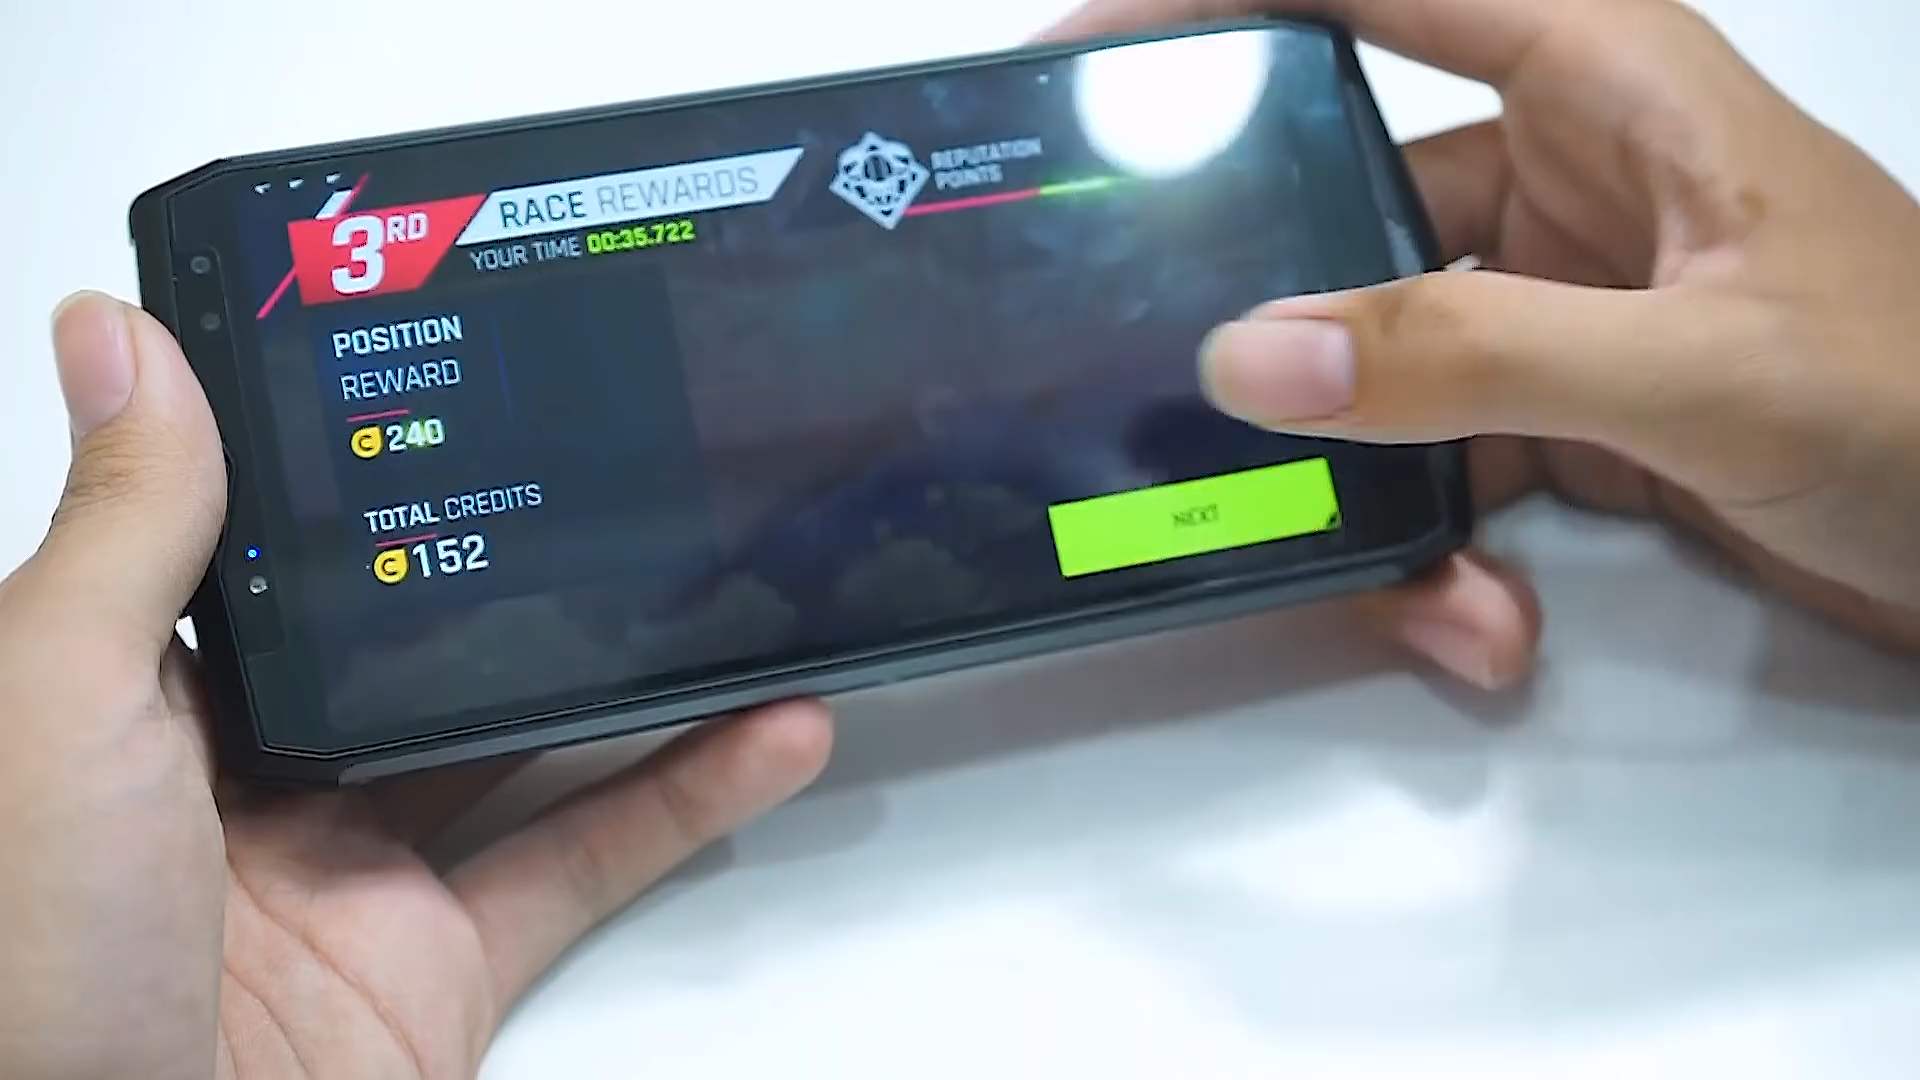 3RD
RACE REWARDS
YOUR TIME 00:35.722
REPUTATION
POINTS
POSITION
REWARD
240
TOTAL CREDITS
152
NEXT